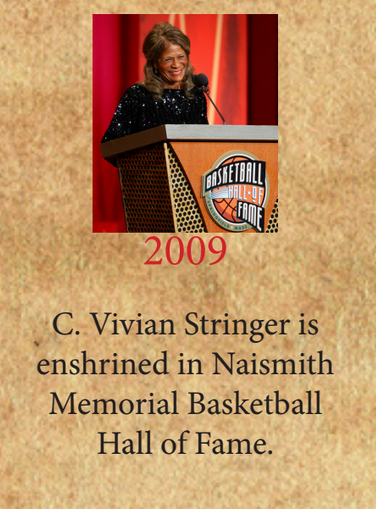 BASKETBALL
HALL·OF
FAME
2009
C. Vivian Stringer is
enshrined in Naismith
Memorial Basketball
Hall of Fame.